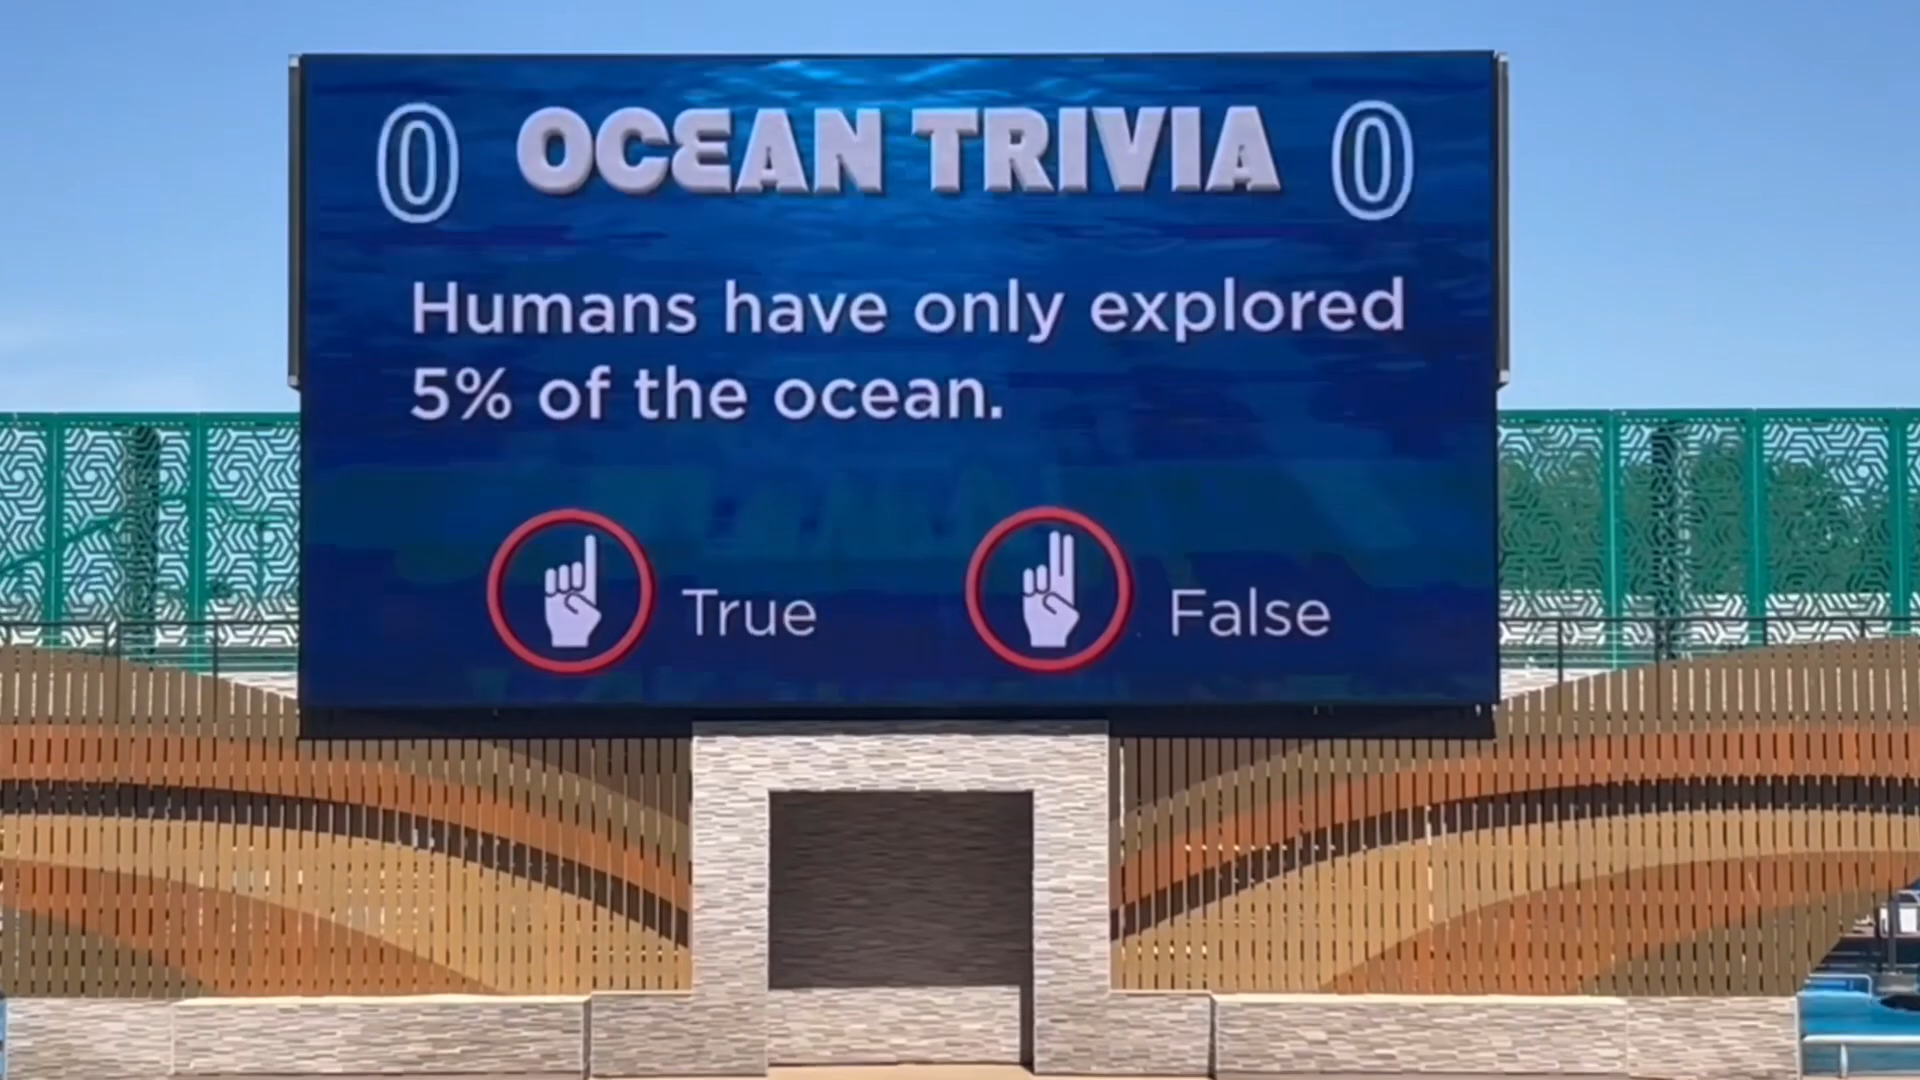 0 OCEAN TRIVIA 0
Humans have only explored
5% of the ocean.
True False